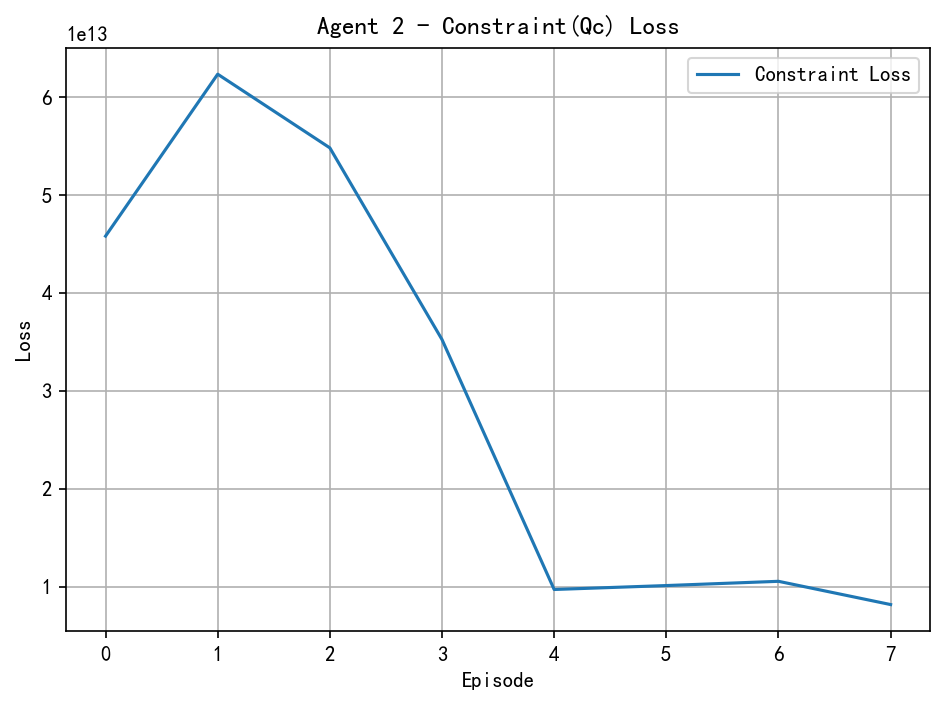 Agent 2 - Constraint(Qc) Loss
1e13
Constraint Loss
6
5
4
3
2
1
Loss
0 1 2 3 4 5 6 7
Episode